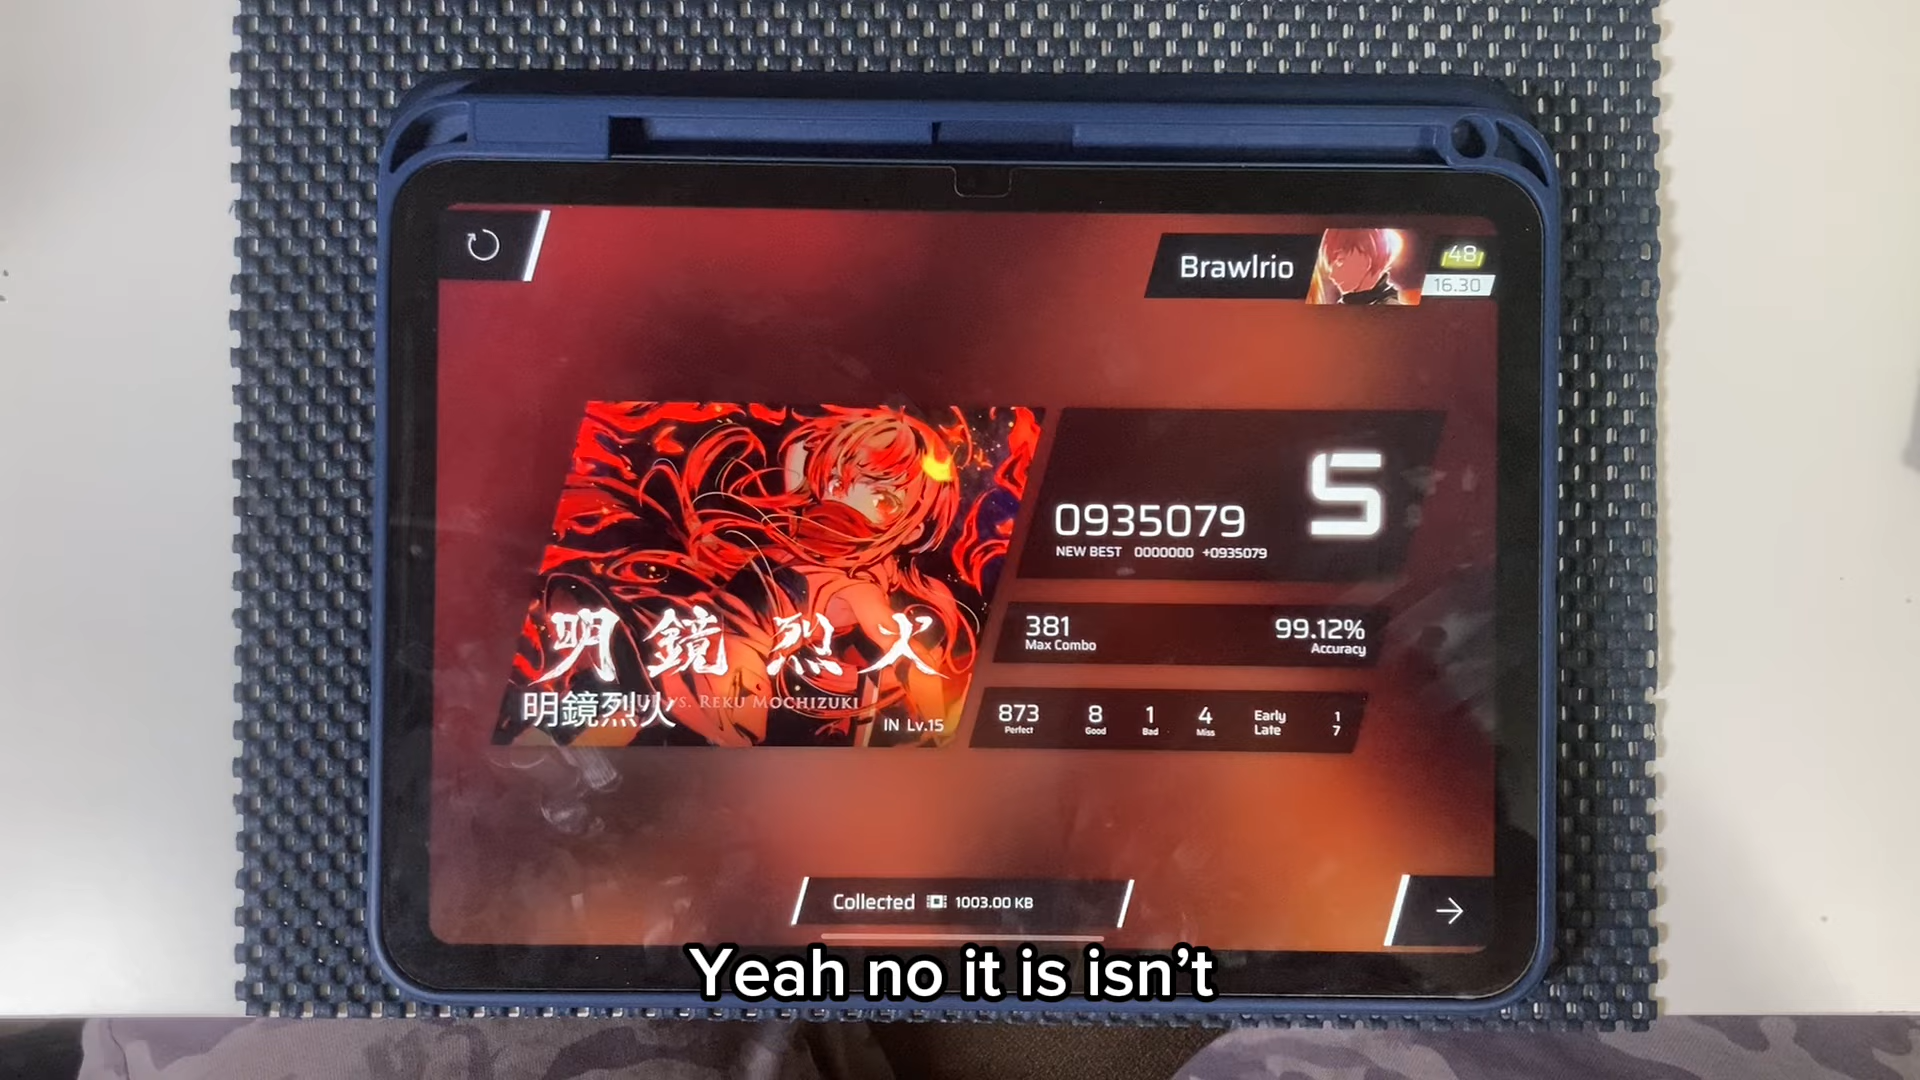 Brawlrio
48
16.30
S
0935079
NEW BEST 0000000 +0935079
明鏡烈火
vs. REKU MOCHIZUKI
明鏡烈火
IN Lv.15
381
Max Combo
99.12%
Accuracy
873
Perfect
8
Good
1
Bad
4
Miss
Early 1
Late 7
Collected 1003.00 KB
Yeah no it is isn’t